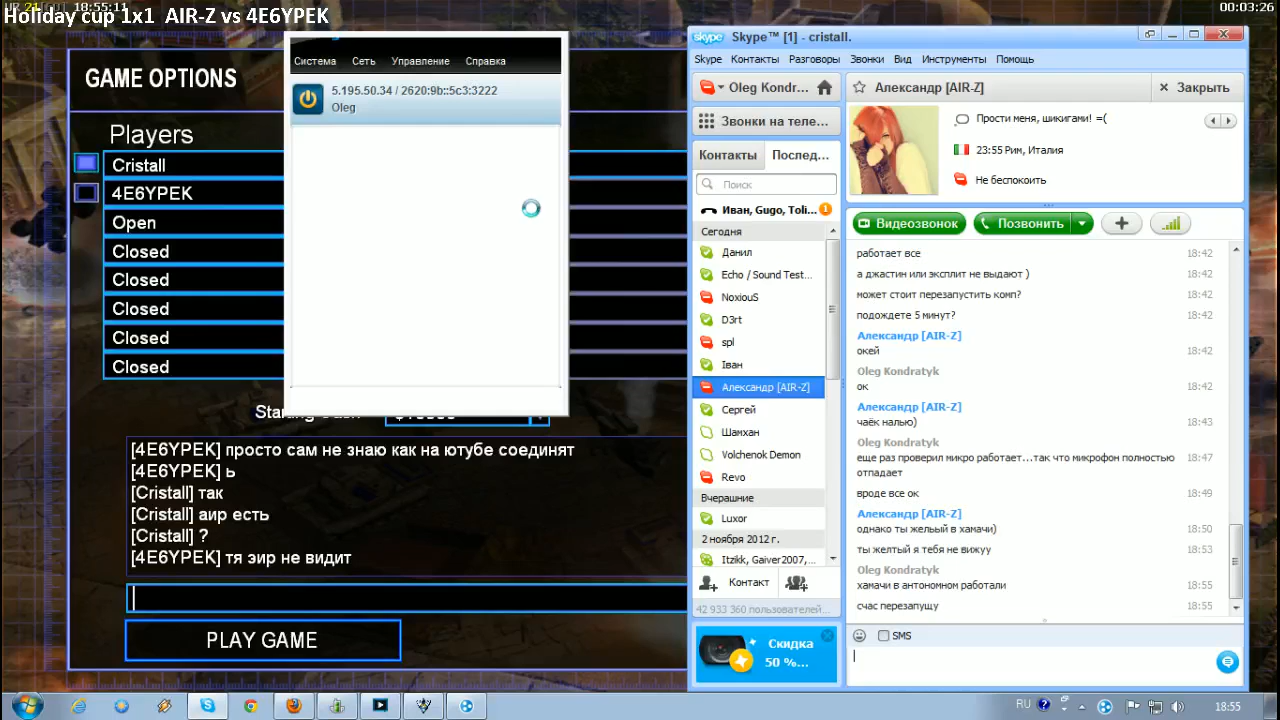 18:55:11
00:03:26
Holiday cup 1x1 AIR-Z vs 4E6YPEK
GAME OPTIONS
Players
Cristall
4E6YPEK
Open
Closed
Closed
Closed
Closed
Closed
[4E6YPEK] просто сам не знаю как на ютубе соединят
[4E6YPEK] ь
[Cristall] так
[Cristall] аир есть
[Cristall] ?
[4E6YPEK] тя эир не видит
PLAY GAME
Система Сеть Управление Справка
5.195.50.34 / 2620:9b::5c3:3222
Oleg
Skype™ [1] - cristall.
Skype Контакты Разговоры Звонки Вид Инструменты Помощь
Oleg Kondr...
Звонки на теле...
Контакты Послед...
Поиск
Иван, Gugo, Toli... 1
Сегодня
Данил
Echo / Sound Test...
NoxiouS
D3rt
spl
Іван
Александр [AIR-Z]
Сергей
Шамхан
Volchenok Demon
Revo
Вчерашние
Luxor
2 ноября 2012 г.
Itzikk, Gaiver2007,...
Контакт
42 933 360 пользователей...
Скидка
50 %...
Александр [AIR-Z]
Закрыть
Прости меня, шикигами! =(
23:55 Рим, Италия
Не беспокоить
Видеозвонок Позвонить
работает все 18:42
а джастин или эксплит не выдают ) 18:42
может стоит перезапустить комп? 18:42
подождете 5 минут? 18:42
Александр [AIR-Z]
окей 18:42
Oleg Kondratyk
ок 18:42
Александр [AIR-Z]
чаёк налью) 18:43
Oleg Kondratyk
еще раз проверил микро работает...так что микрофон полностью 18:47
отпадает
вроде все ок 18:49
Александр [AIR-Z]
однако ты жельый в хамачи) 18:50
ты желтый я тебя не вижуу 18:53
Oleg Kondratyk
хамачи в антономном работали 18:55
счас перезапущу 18:55
SMS
RU
18:55